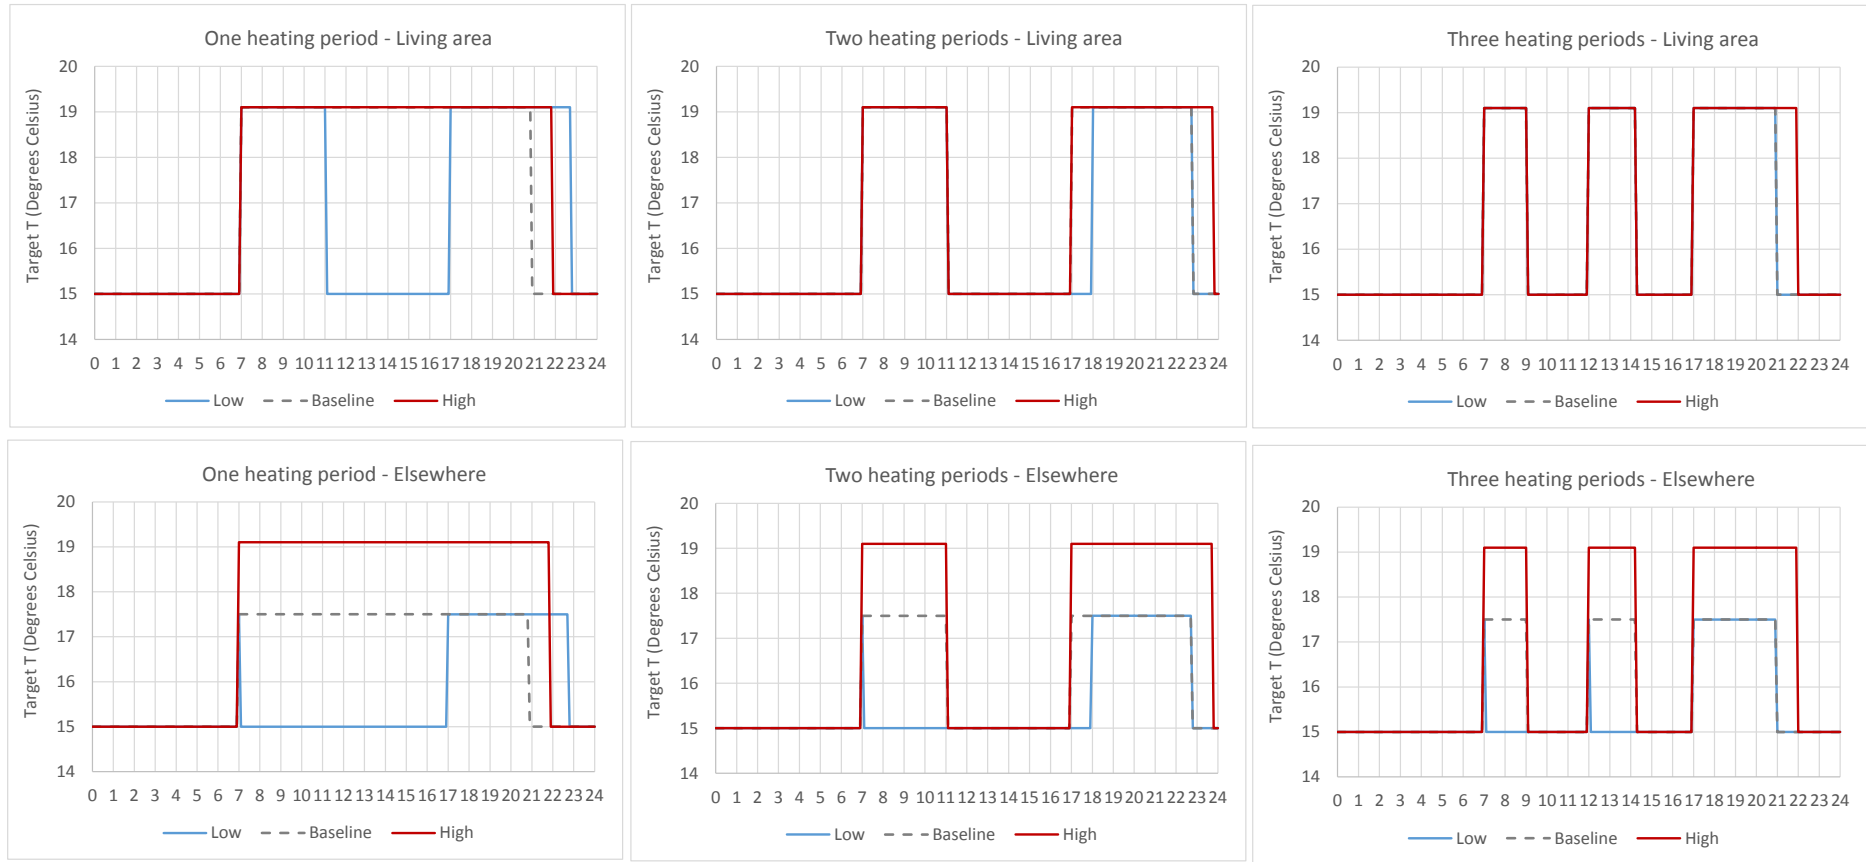 One heating period - Living area
20
19
18
17
16
15
14
Target T (Degrees Celsius)
0 1 2 3 4 5 6 7 8 9 10 11 12 13 14 15 16 17 18 19 20 21 22 23 24
Low Baseline High
Two heating periods - Living area
20
19
18
17
16
15
14
Target T (Degrees Celsius)
0 1 2 3 4 5 6 7 8 9 10 11 12 13 14 15 16 17 18 19 20 21 22 23 24
Low Baseline High
Three heating periods - Living area
20
19
18
17
16
15
14
Target T (Degrees Celsius)
0 1 2 3 4 5 6 7 8 9 10 11 12 13 14 15 16 17 18 19 20 21 22 23 24
Low Baseline High
One heating period - Elsewhere
20
19
18
17
16
15
14
Target T (Degrees Celsius)
0 1 2 3 4 5 6 7 8 9 10 11 12 13 14 15 16 17 18 19 20 21 22 23 24
Low Baseline High
Two heating periods - Elsewhere
20
19
18
17
16
15
14
Target T (Degrees Celsius)
0 1 2 3 4 5 6 7 8 9 10 11 12 13 14 15 16 17 18 19 20 21 22 23 24
Low Baseline High
Three heating periods - Elsewhere
20
19
18
17
16
15
14
Target T (Degrees Celsius)
0 1 2 3 4 5 6 7 8 9 10 11 12 13 14 15 16 17 18 19 20 21 22 23 24
Low Baseline High